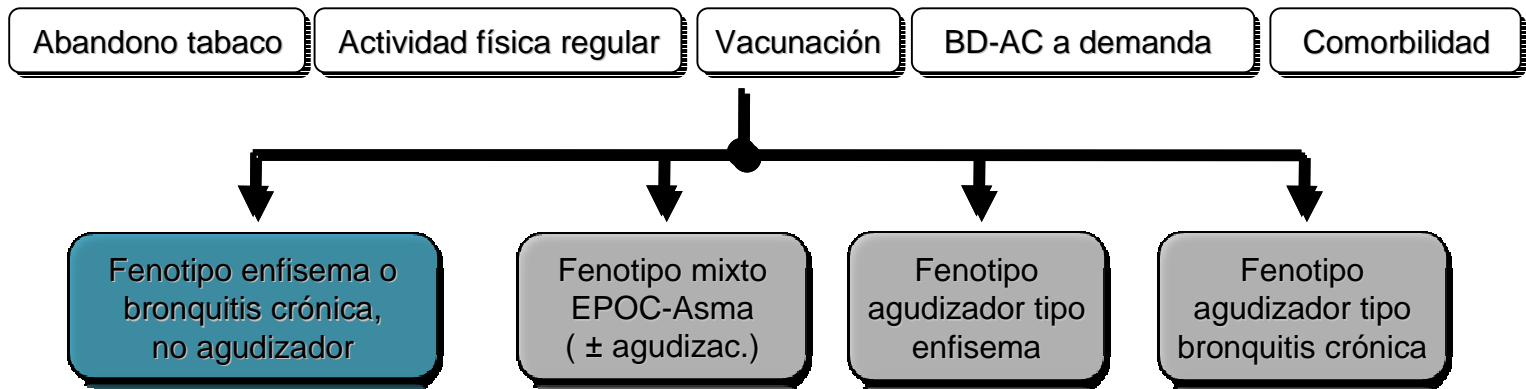 Abandono tabaco
Actividad física regular
Vacunación
BD-AC a demanda
Comorbilidad
Fenotipo enfisema o
bronquitis crónica,
no agudizador
Fenotipo mixto
EPOC-Asma
( ± agudizac.)
Fenotipo
agudizador tipo
enfisema
Fenotipo
agudizador tipo
bronquitis crónica